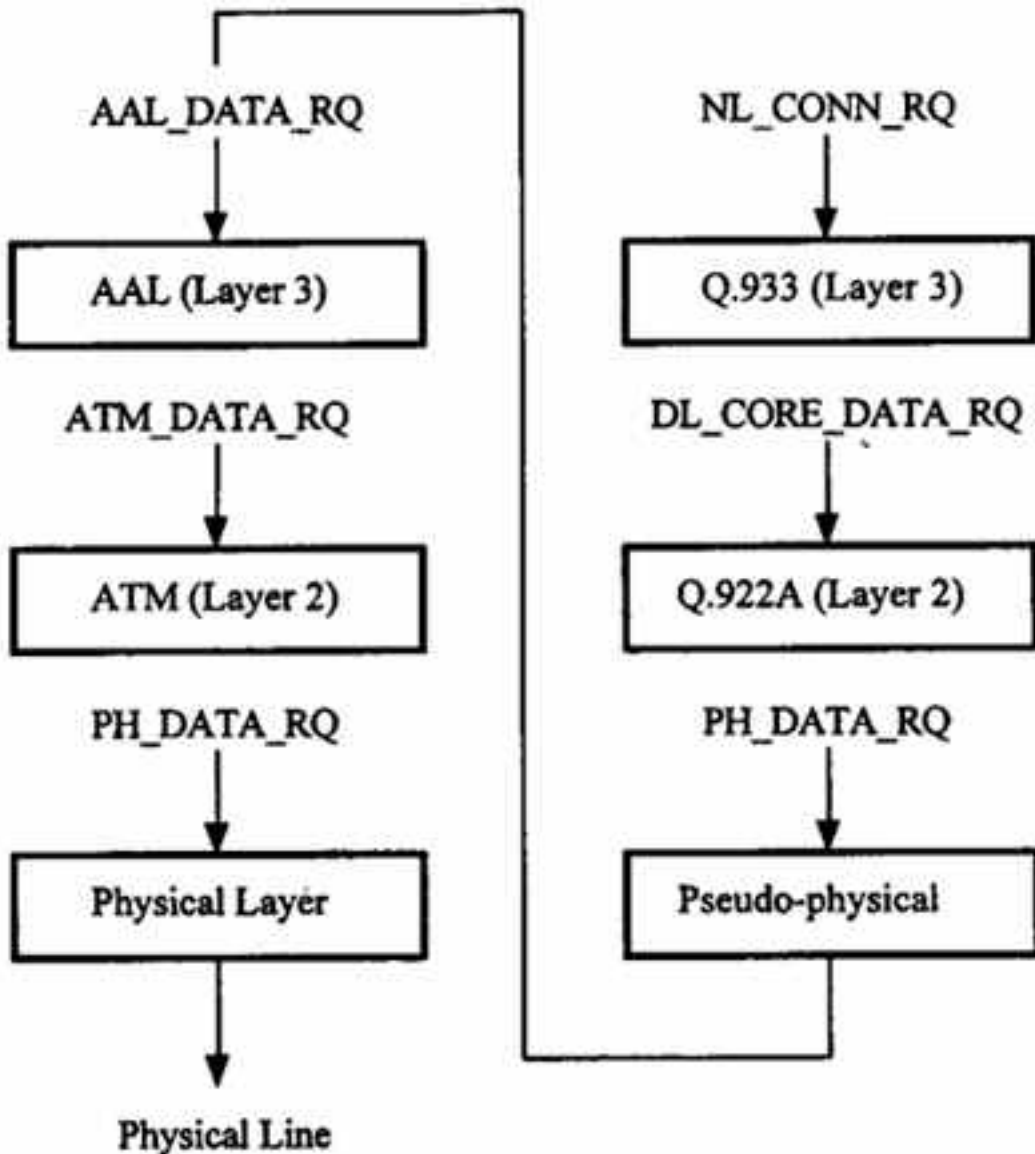 AAL_DATA_RQ
AAL (Layer 3)
ATM_DATA_RQ
ATM (Layer 2)
PH_DATA_RQ
Physical Layer
Physical Line
NL_CONN_RQ
Q.933 (Layer 3)
DL_CORE_DATA_RQ
Q.922A (Layer 2)
PH_DATA_RQ
Pseudo-physical